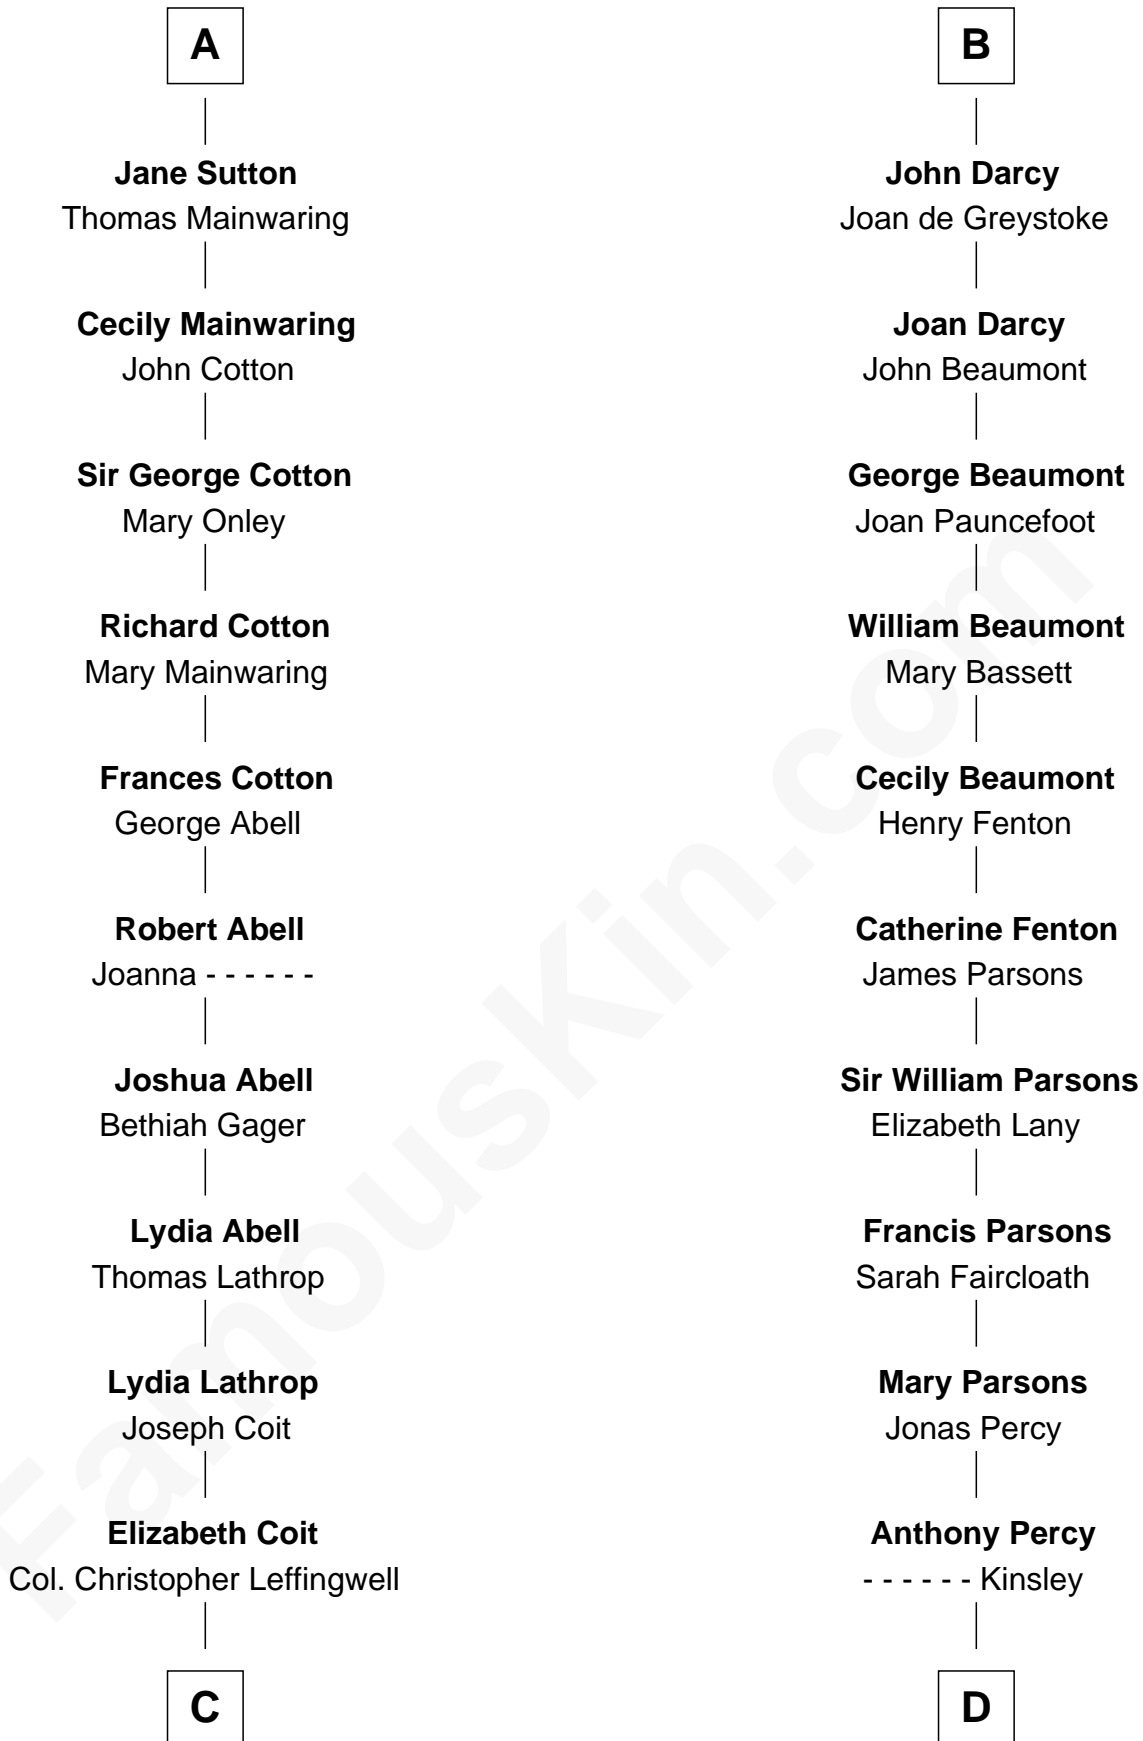 A
Jane Sutton
Thomas Mainwaring
Cecily Mainwaring
John Cotton
Sir George Cotton
Mary Onley
Richard Cotton
Mary Mainwaring
Frances Cotton
George Abell
Robert Abell
Joanna - - - - - -
Joshua Abell
Bethiah Gager
Lydia Abell
Thomas Lathrop
Lydia Lathrop
Joseph Coit
Elizabeth Coit
Col. Christopher Leffingwell
C
B
John Darcy
Joan de Greystoke
Joan Darcy
John Beaumont
George Beaumont
Joan Pauncefoot
William Beaumont
Mary Bassett
Cecily Beaumont
Henry Fenton
Catherine Fenton
James Parsons
Sir William Parsons
Elizabeth Lany
Francis Parsons
Sarah Faircloath
Mary Parsons
Jonas Percy
Anthony Percy
- - - - - - Kinsley
D
FamousKin.com